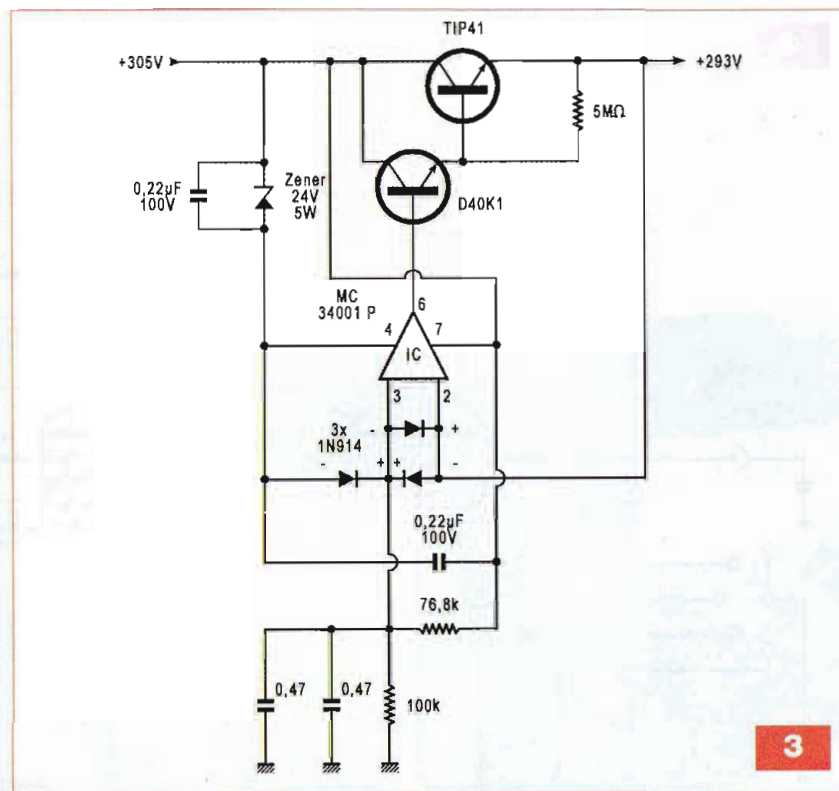 TIP41
+305V
+293V
5MΩ
0,22µF
100V
Zener
24V
5W
D40K1
MC
34001 P
6
4
7
IC
3
2
3x
1N914
-
+
-
+
+
-
0,22µF
100V
76,8k
0,47
0,47
100k
3